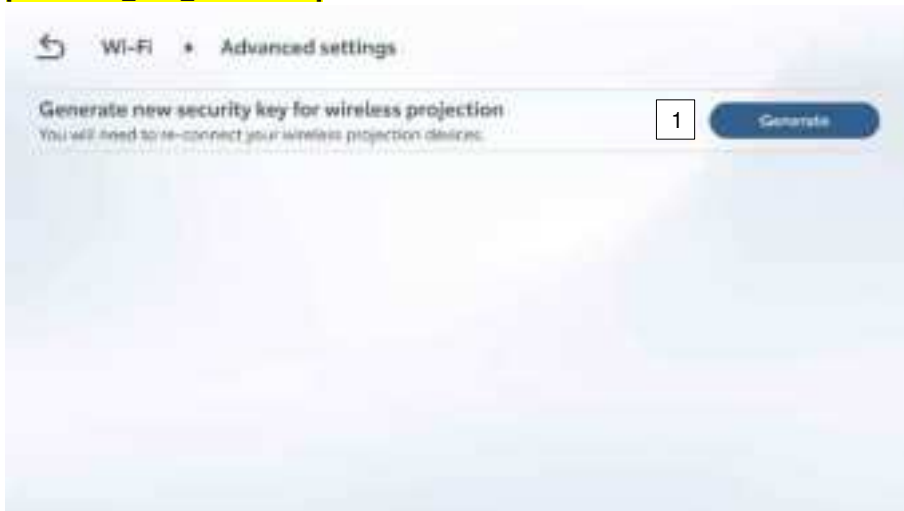 Wi-Fi • Advanced settings
Generate new security key for wireless projection
1 Generate
You will need to re-connect your wireless projection devices.